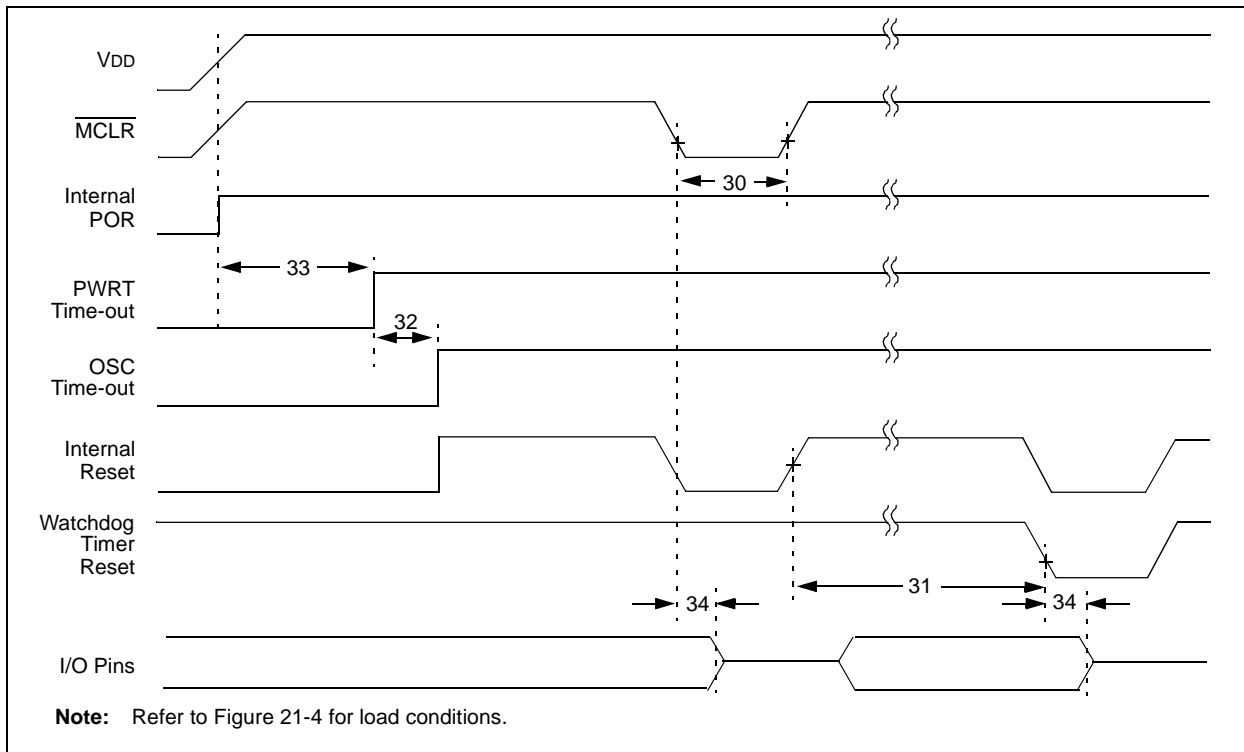 VDD
MCLR
30
Internal
POR
33
PWRT
Time-out
32
OSC
Time-out
Internal
Reset
Watchdog
Timer
Reset
31
34
34
I/O Pins
Note: Refer to Figure 21-4 for load conditions.